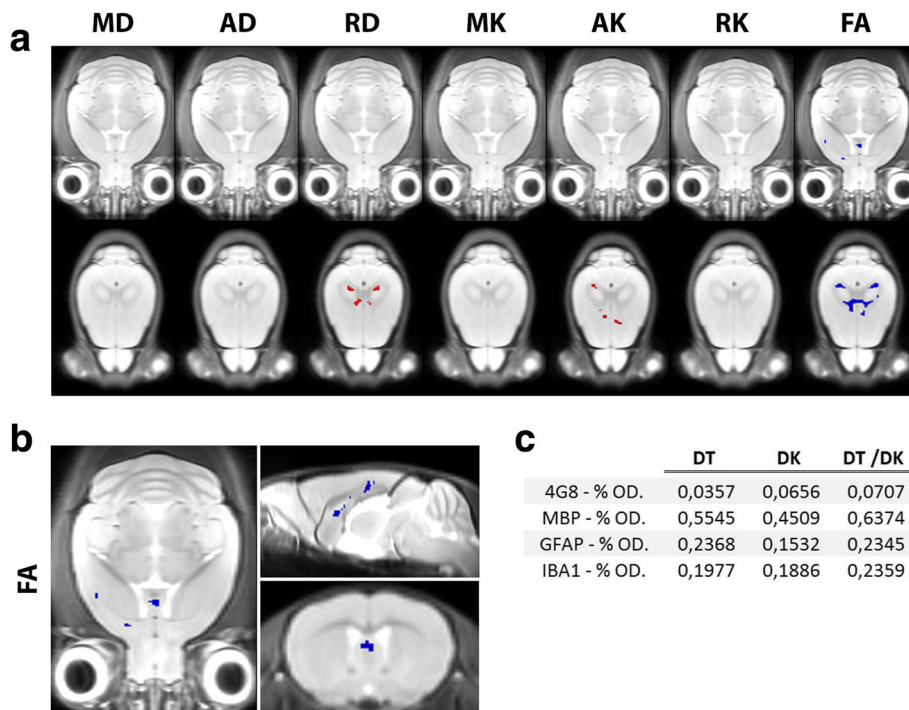 MD AD RD MK AK RK FA
a
b
FA
c
DT DK DT /DK
4G8 - % OD. 0,0357 0,0656 0,0707
MBP - % OD. 0,5545 0,4509 0,6374
GFAP - % OD. 0,2368 0,1532 0,2345
IBA1 - % OD. 0,1977 0,1886 0,2359